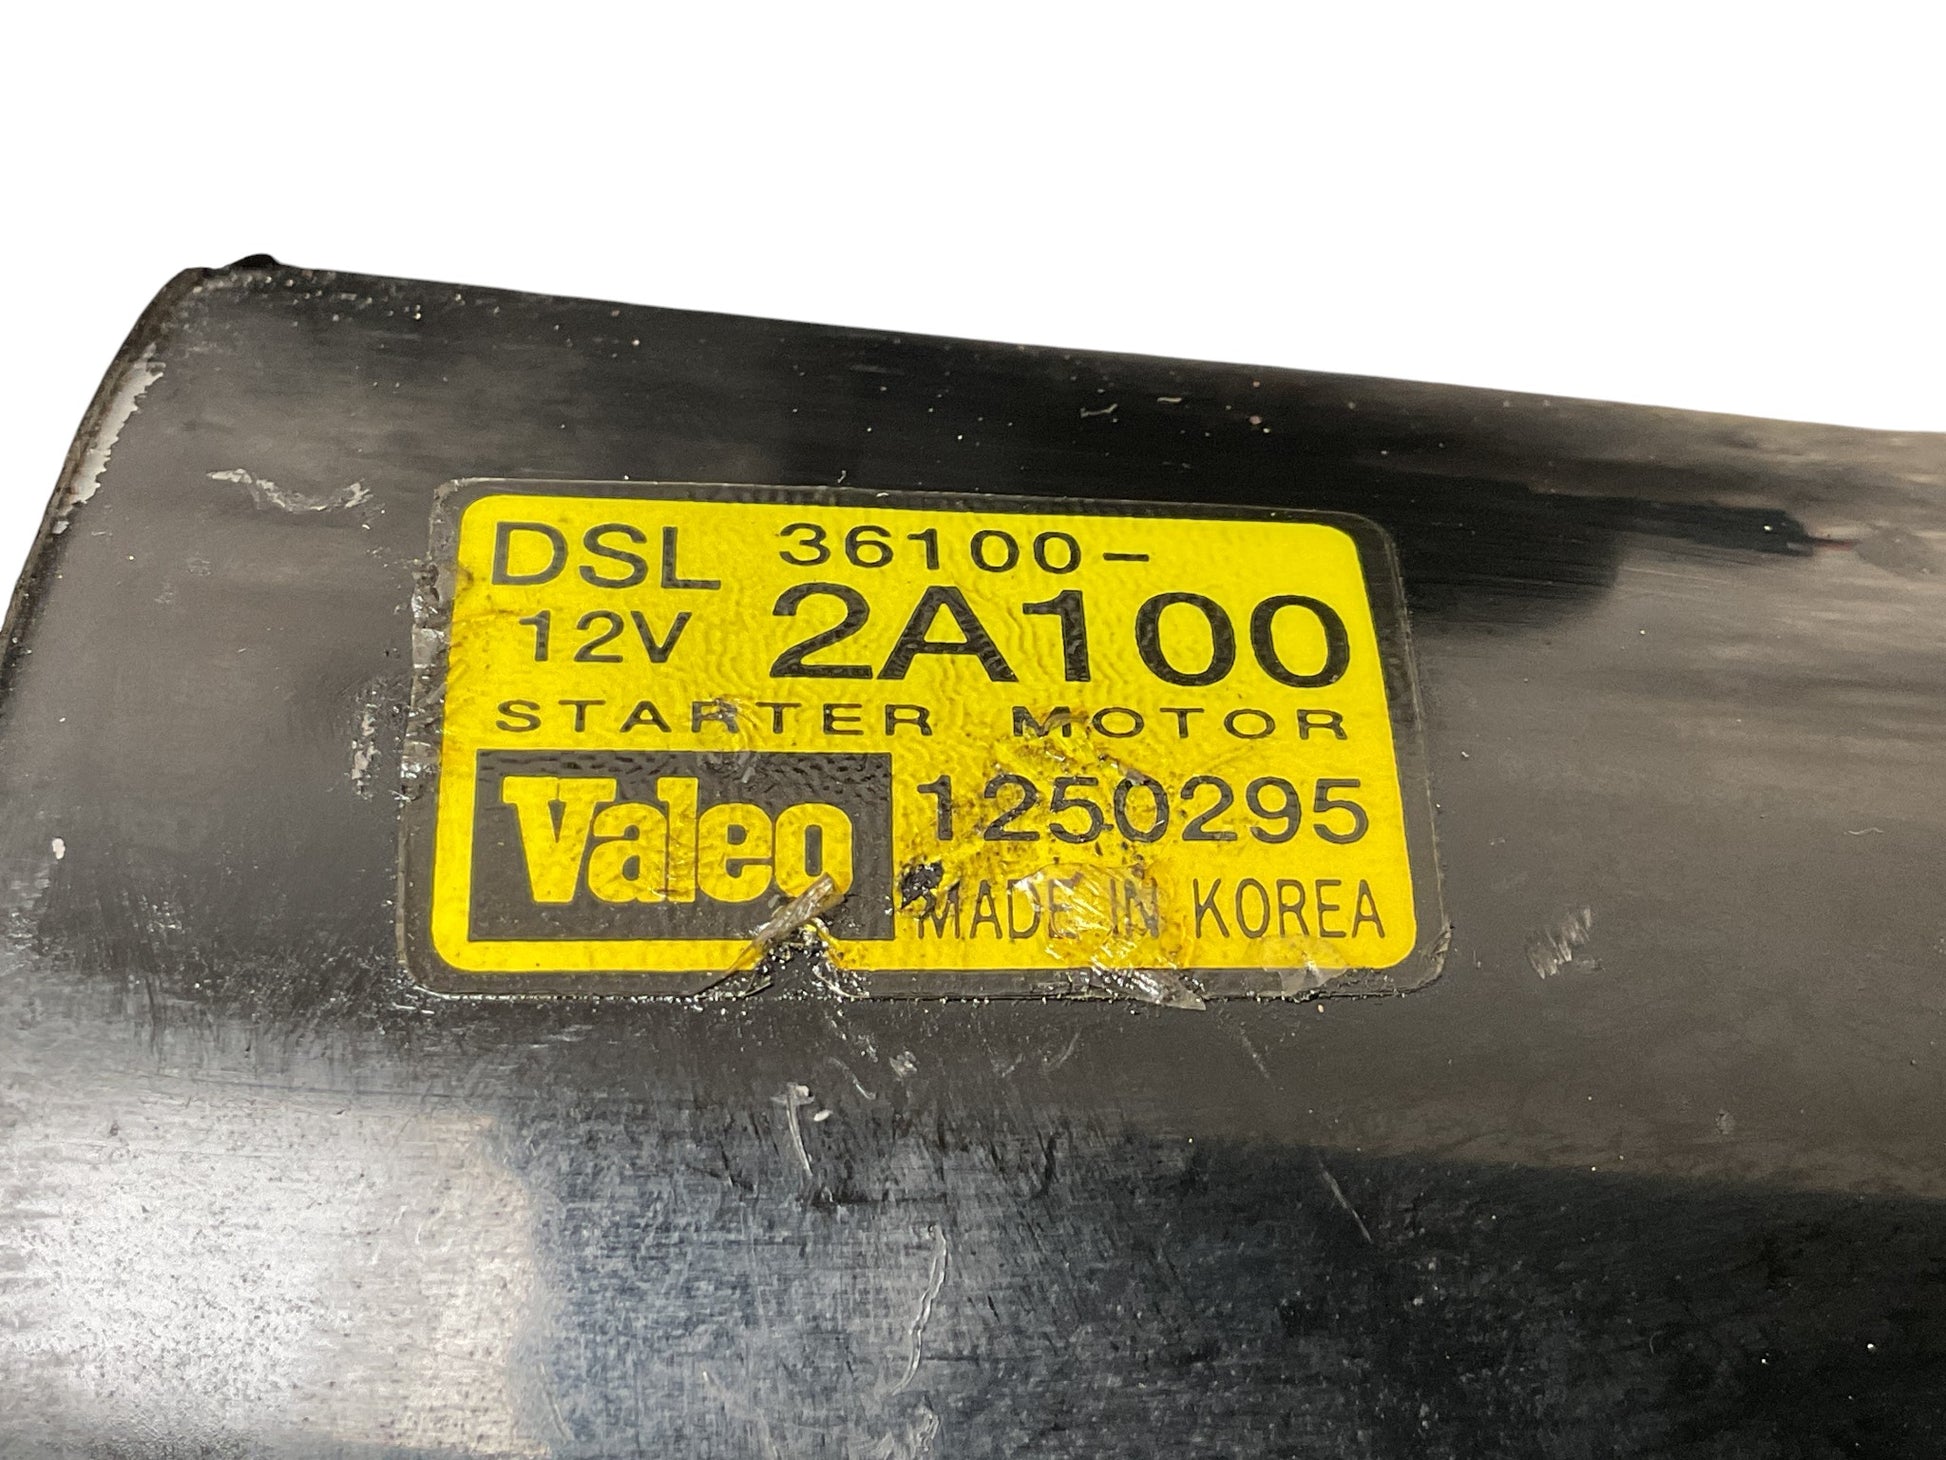 DSL 36100-
12V 2A100
STARTER MOTOR
Valeo 1250295
MADE IN KOREA